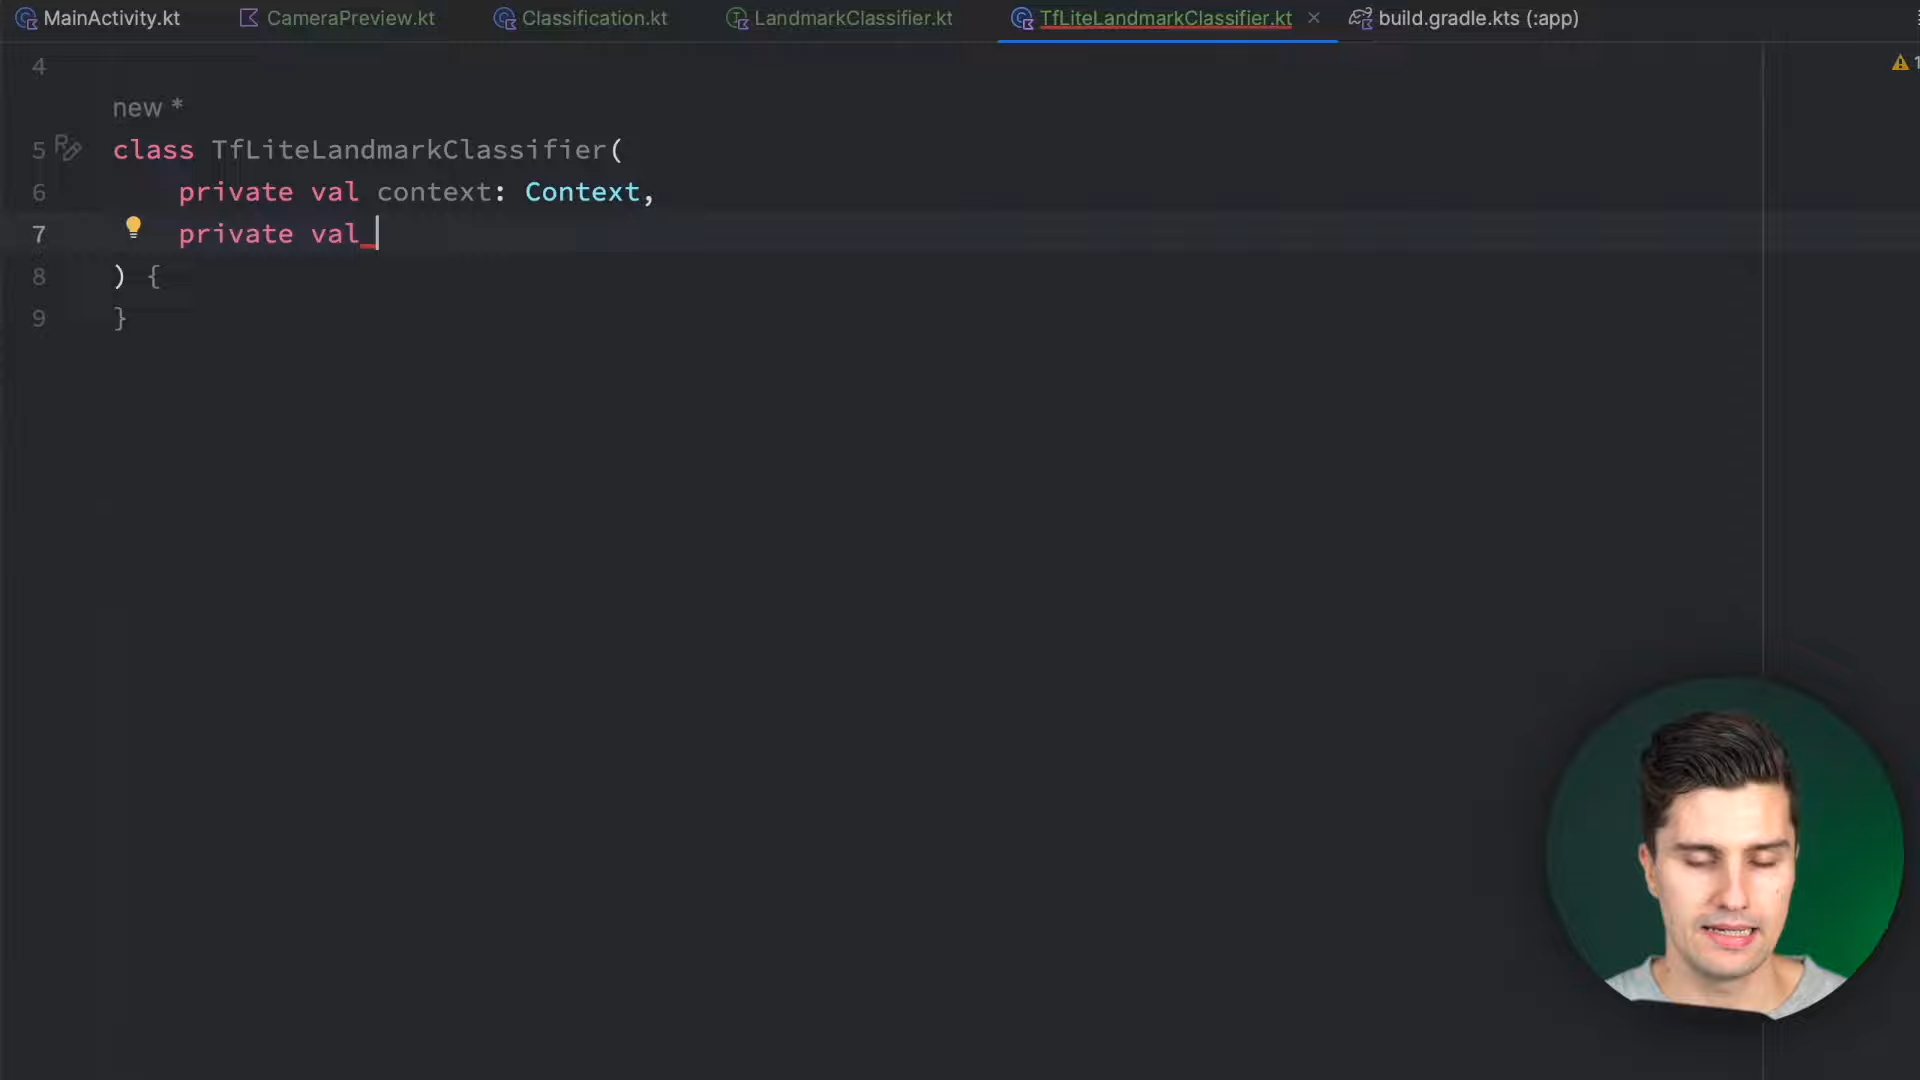 MainActivity.kt CameraPreview.kt Classification.kt LandmarkClassifier.kt TfLiteLandmarkClassifier.kt build.gradle.kts (:app)
4
new *
5 class TfLiteLandmarkClassifier(
6 private val context: Context,
7 private val
8 ) {
9 }